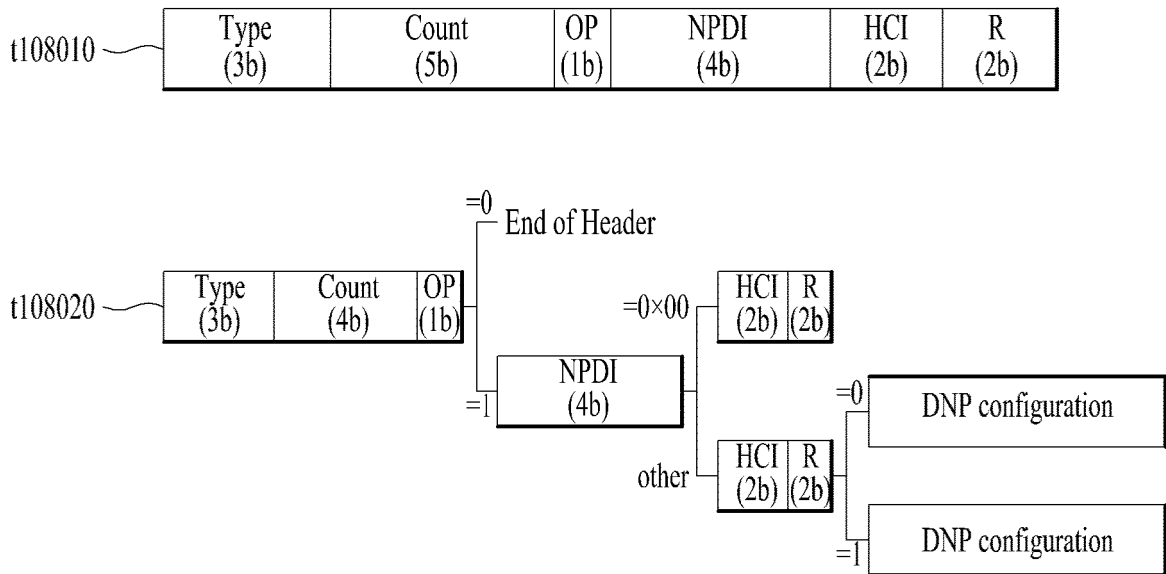 t108010
Type Count OP NPDI HCI R
(3b) (5b) (1b) (4b) (2b) (2b)
=0
End of Header
t108020
Type Count OP
(3b) (4b) (1b)
=0×00
HCI R
(2b) (2b)
=1
NPDI
(4b)
=0
DNP configuration
other
HCI R
(2b) (2b)
=1
DNP configuration